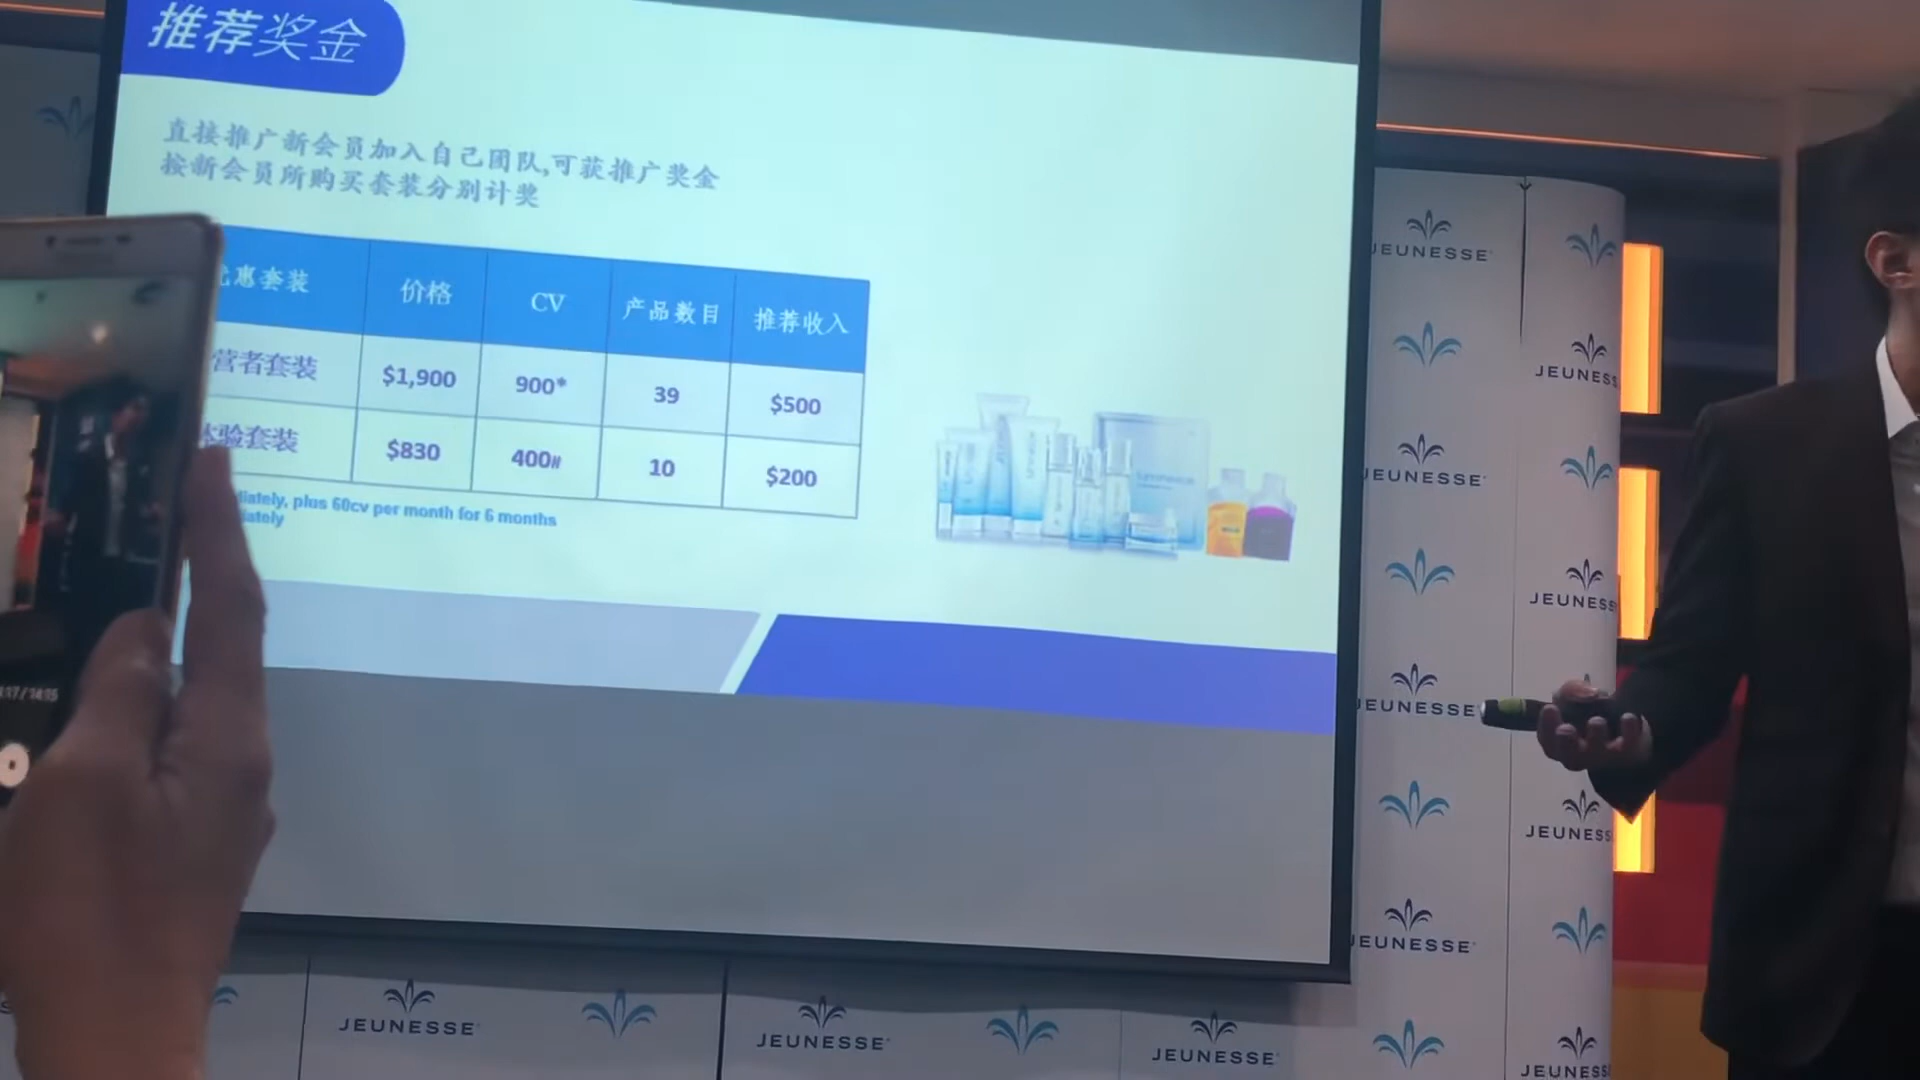 推荐奖金
直接推广新会员加入自己团队,可获推广奖金
按新会员所购买套装分别计奖
惠套装 价格 CV 产品数目 推荐收入
营者套装 $1,900 900* 39 $500
体验套装 $830 400# 10 $200
diately, plus 60cv per month for 6 months
diately
JEUNESSE
JEUNESSE
JEUNESSE
JEUNESSE
JEUNESSE
JEUNESSE
JEUNESSE
JEUNESSE
JEUNESSE
JEUNESSE
JEUNESSE